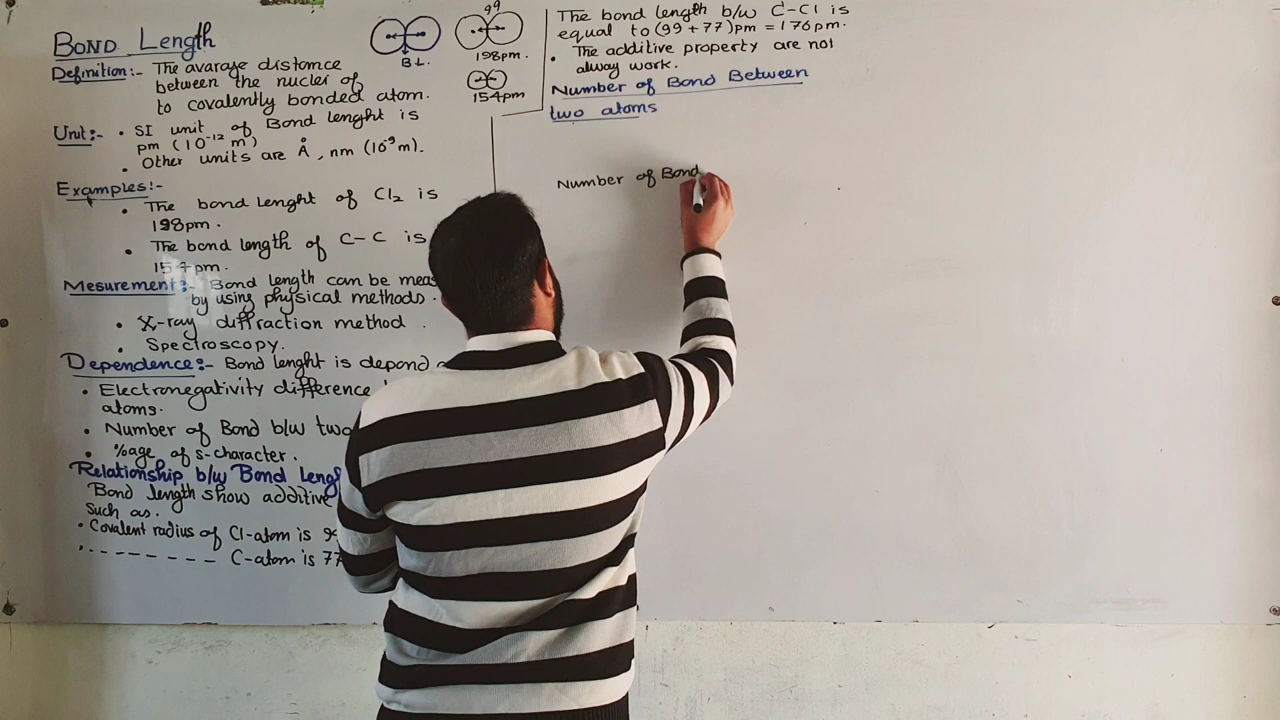 BOND Length
Definition:- The avarage distance
between the nuclei of
to covalently bonded atom.
Unit:- • SI unit of Bond lenght is
pm (10⁻¹² m)
• Other units are Å, nm (10⁻⁹m).
Examples:-
• The bond lenght of Cl₂ is
198pm.
• The bond length of C-C is
154pm.
Mesurement:- Bond length can be meas
by using physical methods.
• X-ray diffraction method.
• Spectroscopy.
Dependence:- Bond lenght is depend
• Electronegativity difference
atoms.
• Number of Bond b/w two
• %age of s-character.
Relationship b/w Bond Leng
Bond length show additive
Such as.
• Covalent radius of Cl-atom is 9
C-atom is 77
B.L.
99
198pm.
154pm
The bond length b/w C-Cl is
equal to (99+77)pm = 176pm.
• The additive property are not
alway work.
Number of Bond Between
two atoms
Number of Bond